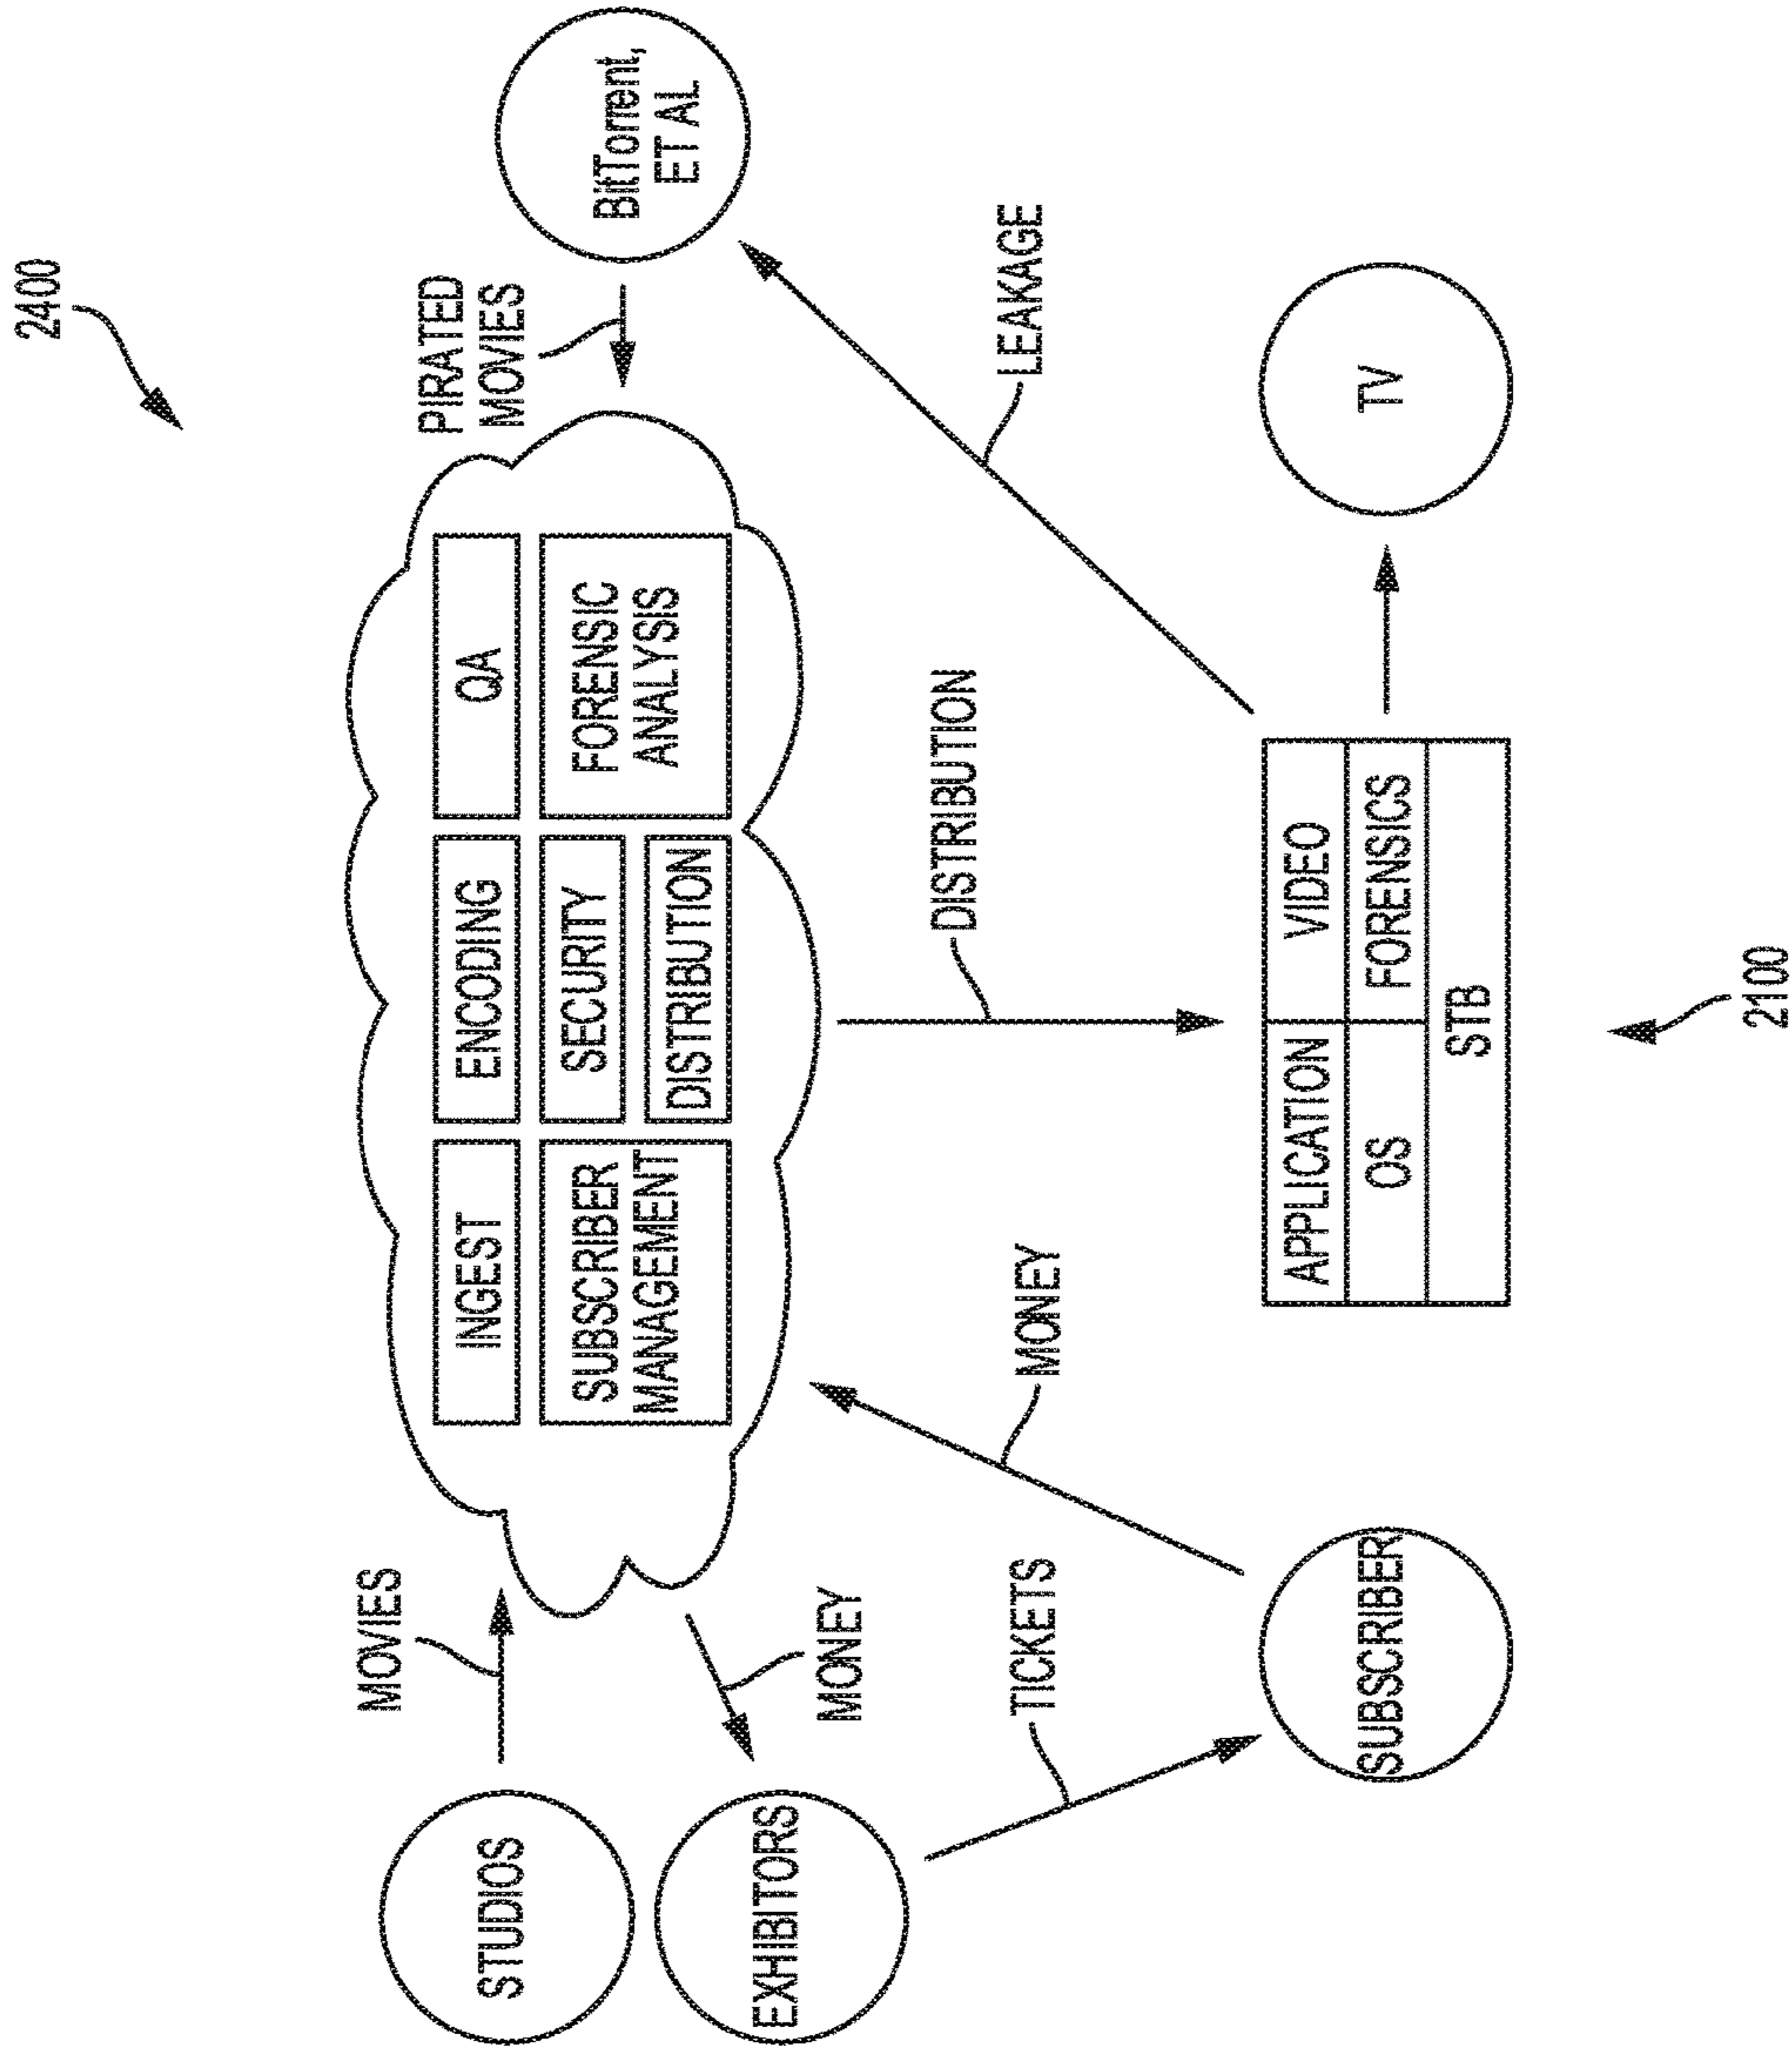 2400
MOVIES
PIRATED
MOVIES
STUDIOS
INGEST
ENCODING
QA
SUBSCRIBER
MANAGEMENT
SECURITY
DISTRIBUTION
FORENSIC
ANALYSIS
BitTorrent,
ET AL
EXHIBITORS
MONEY
TICKETS
MONEY
DISTRIBUTION
LEAKAGE
SUBSCRIBER
APPLICATION
VIDEO
OS
FORENSICS
STB
TV
2100